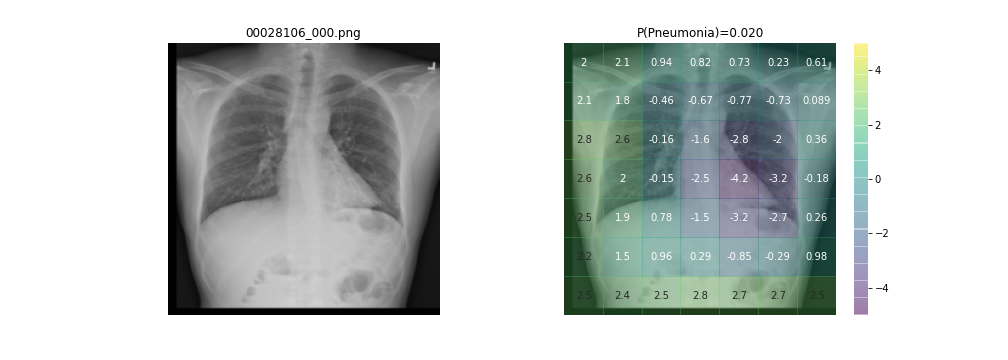 00028106_000.png
P(Pneumonia)=0.020
2 2.1 0.94 0.82 0.73 0.23 0.61
2.1 1.8 -0.46 -0.67 -0.77 -0.73 0.089
2.8 2.6 -0.16 -1.6 -2.8 -2 0.36
2.6 2 -0.15 -2.5 -4.2 -3.2 -0.18
2.5 1.9 0.78 -1.5 -3.2 -2.7 0.26
2.2 1.5 0.96 0.29 -0.85 -0.29 0.98
2.5 2.4 2.5 2.8 2.7 2.7 2.5
4
2
0
−2
−4